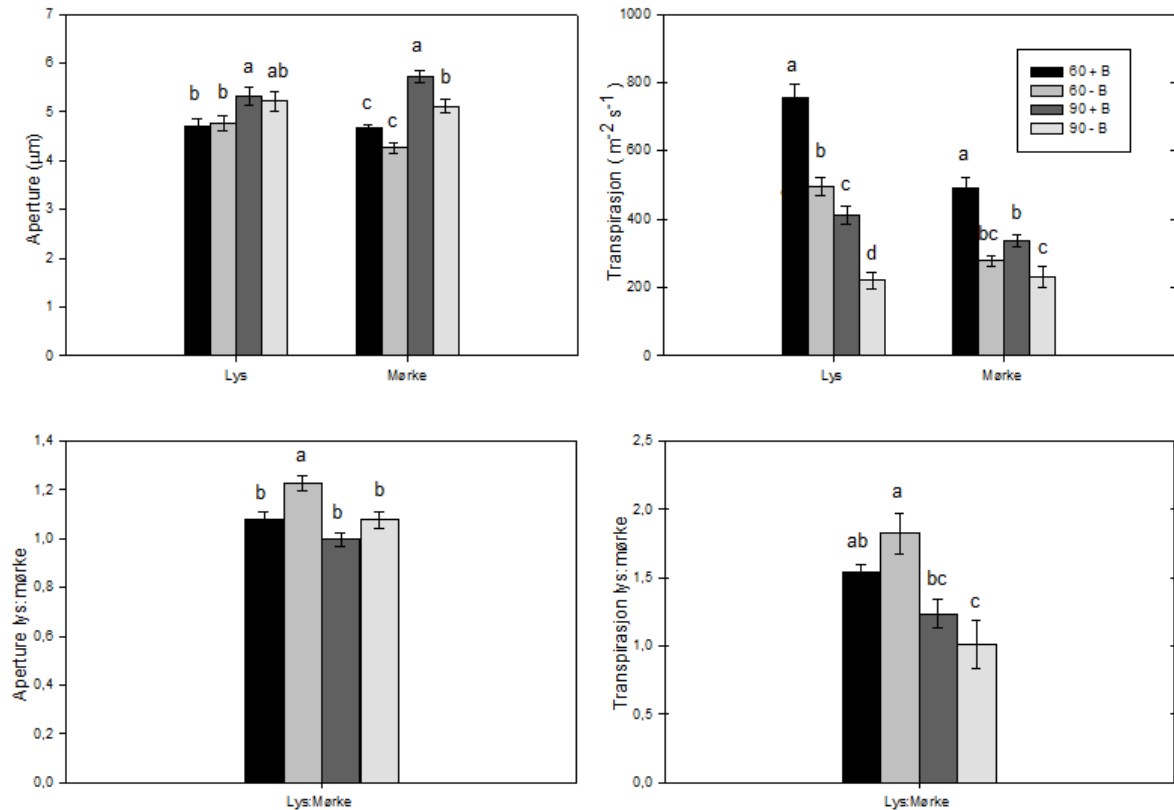 7
6
5
4
3
2
1
0
Aperture (µm)
b
b
a
ab
c
c
a
b
Lys
Mørke
1000
800
600
400
200
0
Transpirasjon ( m⁻² s⁻¹)
60 + B
60 - B
90 + B
90 - B
a
b
c
d
a
bc
b
c
Lys
Mørke
1,4
1,2
1,0
0,8
0,6
0,4
0,2
0,0
Aperture lys:mørke
b
a
b
b
Lys:Mørke
2,5
2,0
1,5
1,0
0,5
0,0
Transpirasjon lys:mørke
ab
a
bc
c
Lys:Mørke